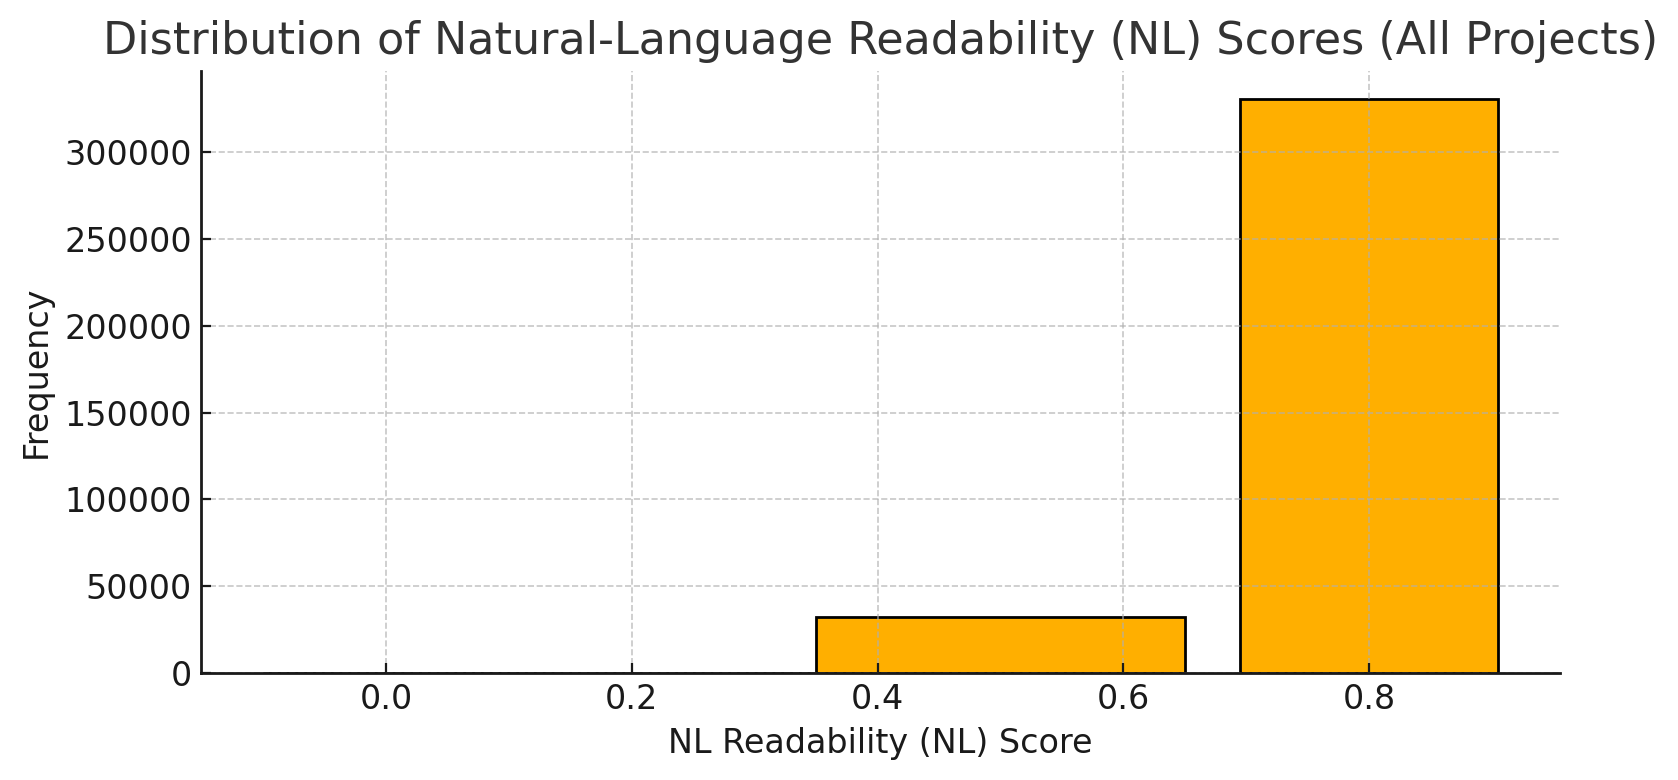 Distribution of Natural-Language Readability (NL) Scores (All Projects)
300000
250000
200000
150000
100000
50000
0
Frequency
0.0 0.2 0.4 0.6 0.8
NL Readability (NL) Score